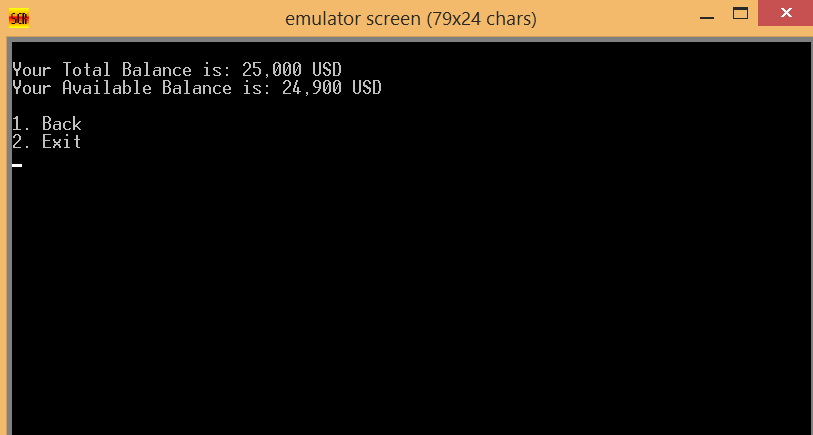 SCR
emulator screen (79x24 chars)
Your Total Balance is: 25,000 USD
Your Available Balance is: 24,900 USD
1. Back
2. Exit